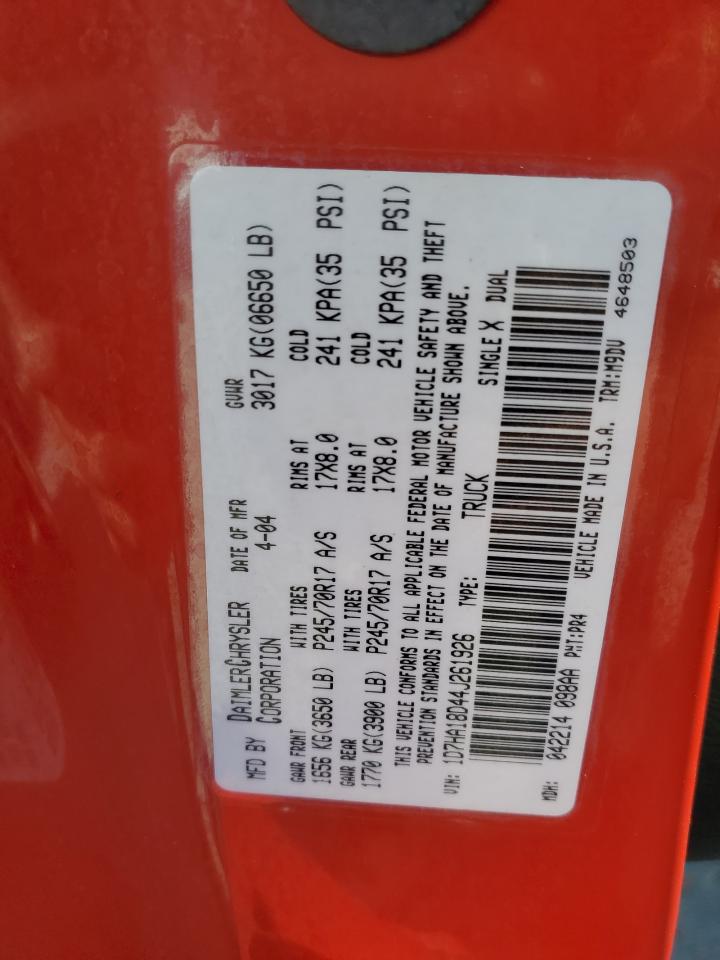 MFD BY DAIMLERCHRYSLER CORPORATION
DATE OF MFR 4-04
GVWR 3017 KG(06650 LB)
GAWR FRONT WITH TIRES RIMS AT COLD
1656 KG(3650 LB) P245/70R17 A/S 17X8.0 241 KPA(35 PSI)
GAWR REAR WITH TIRES RIMS AT COLD
1770 KG(3900 LB) P245/70R17 A/S 17X8.0 241 KPA(35 PSI)
THIS VEHICLE CONFORMS TO ALL APPLICABLE FEDERAL MOTOR VEHICLE SAFETY AND THEFT
PREVENTION STANDARDS IN EFFECT ON THE DATE OF MANUFACTURE SHOWN ABOVE.
VIN: 1D7HA18D44J261926 TYPE: TRUCK SINGLE X DUAL
MDH: 042214 098AA PNT:PR4 VEHICLE MADE IN U.S.A. TRM:M9DV 4648503